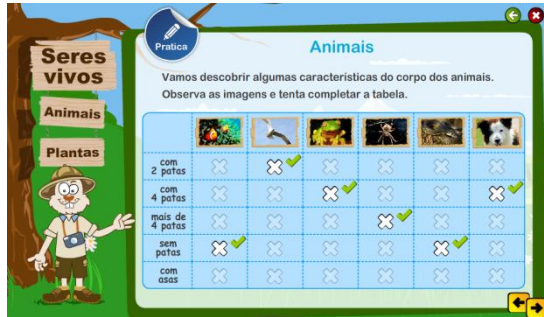 Pratica
Seres
vivos
Animais
Plantas
Animais
Vamos descobrir algumas características do corpo dos animais.
Observa as imagens e tenta completar a tabela.
com
2 patas
com
4 patas
mais de
4 patas
sem
patas
com
asas